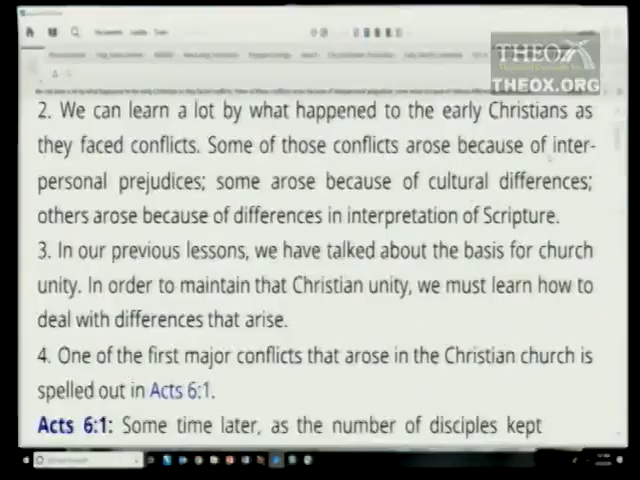 THEOX
THEOX.ORG
2. We can learn a lot by what happened to the early Christians as
they faced conflicts. Some of those conflicts arose because of inter-
personal prejudices; some arose because of cultural differences;
others arose because of differences in interpretation of Scripture.
3. In our previous lessons, we have talked about the basis for church
unity. In order to maintain that Christian unity, we must learn how to
deal with differences that arise.
4. One of the first major conflicts that arose in the Christian church is
spelled out in Acts 6:1.
Acts 6:1: Some time later, as the number of disciples kept